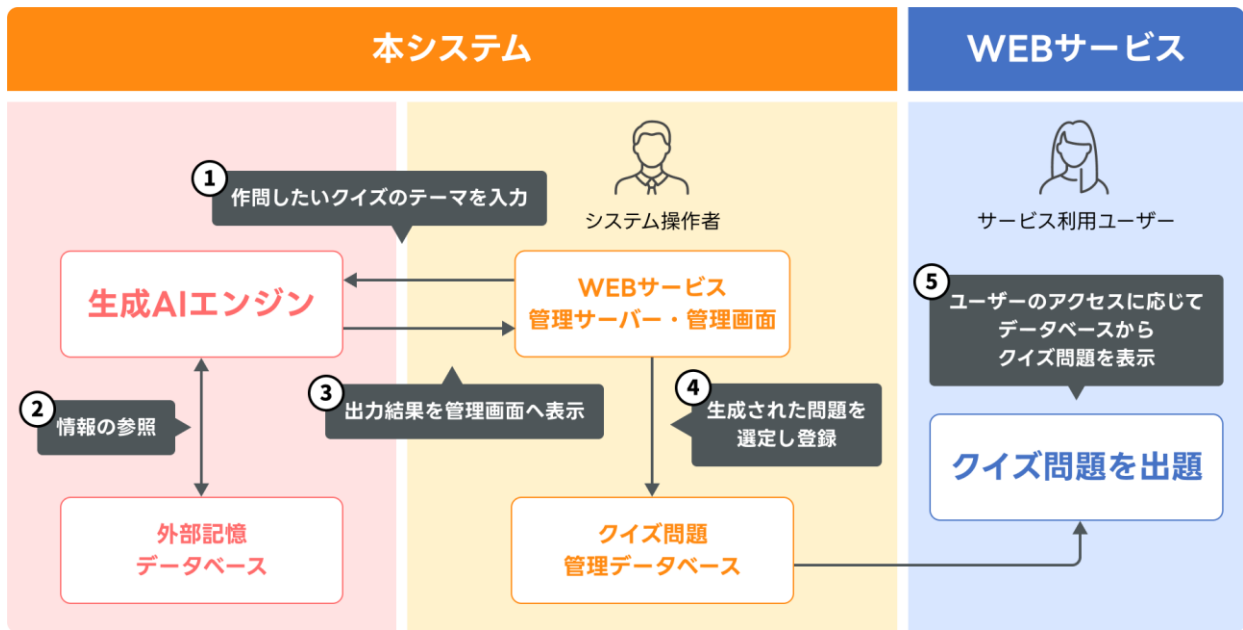 本システム
WEBサービス
①
作問したいクイズのテーマを入力
システム操作者
サービス利用ユーザー
生成AIエンジン
WEBサービス
管理サーバー・管理画面
⑤
ユーザーのアクセスに応じて
データベースから
クイズ問題を表示
②
情報の参照
③
出力結果を管理画面へ表示
④
生成された問題を
選定し登録
クイズ問題を出題
外部記憶
データベース
クイズ問題
管理データベース